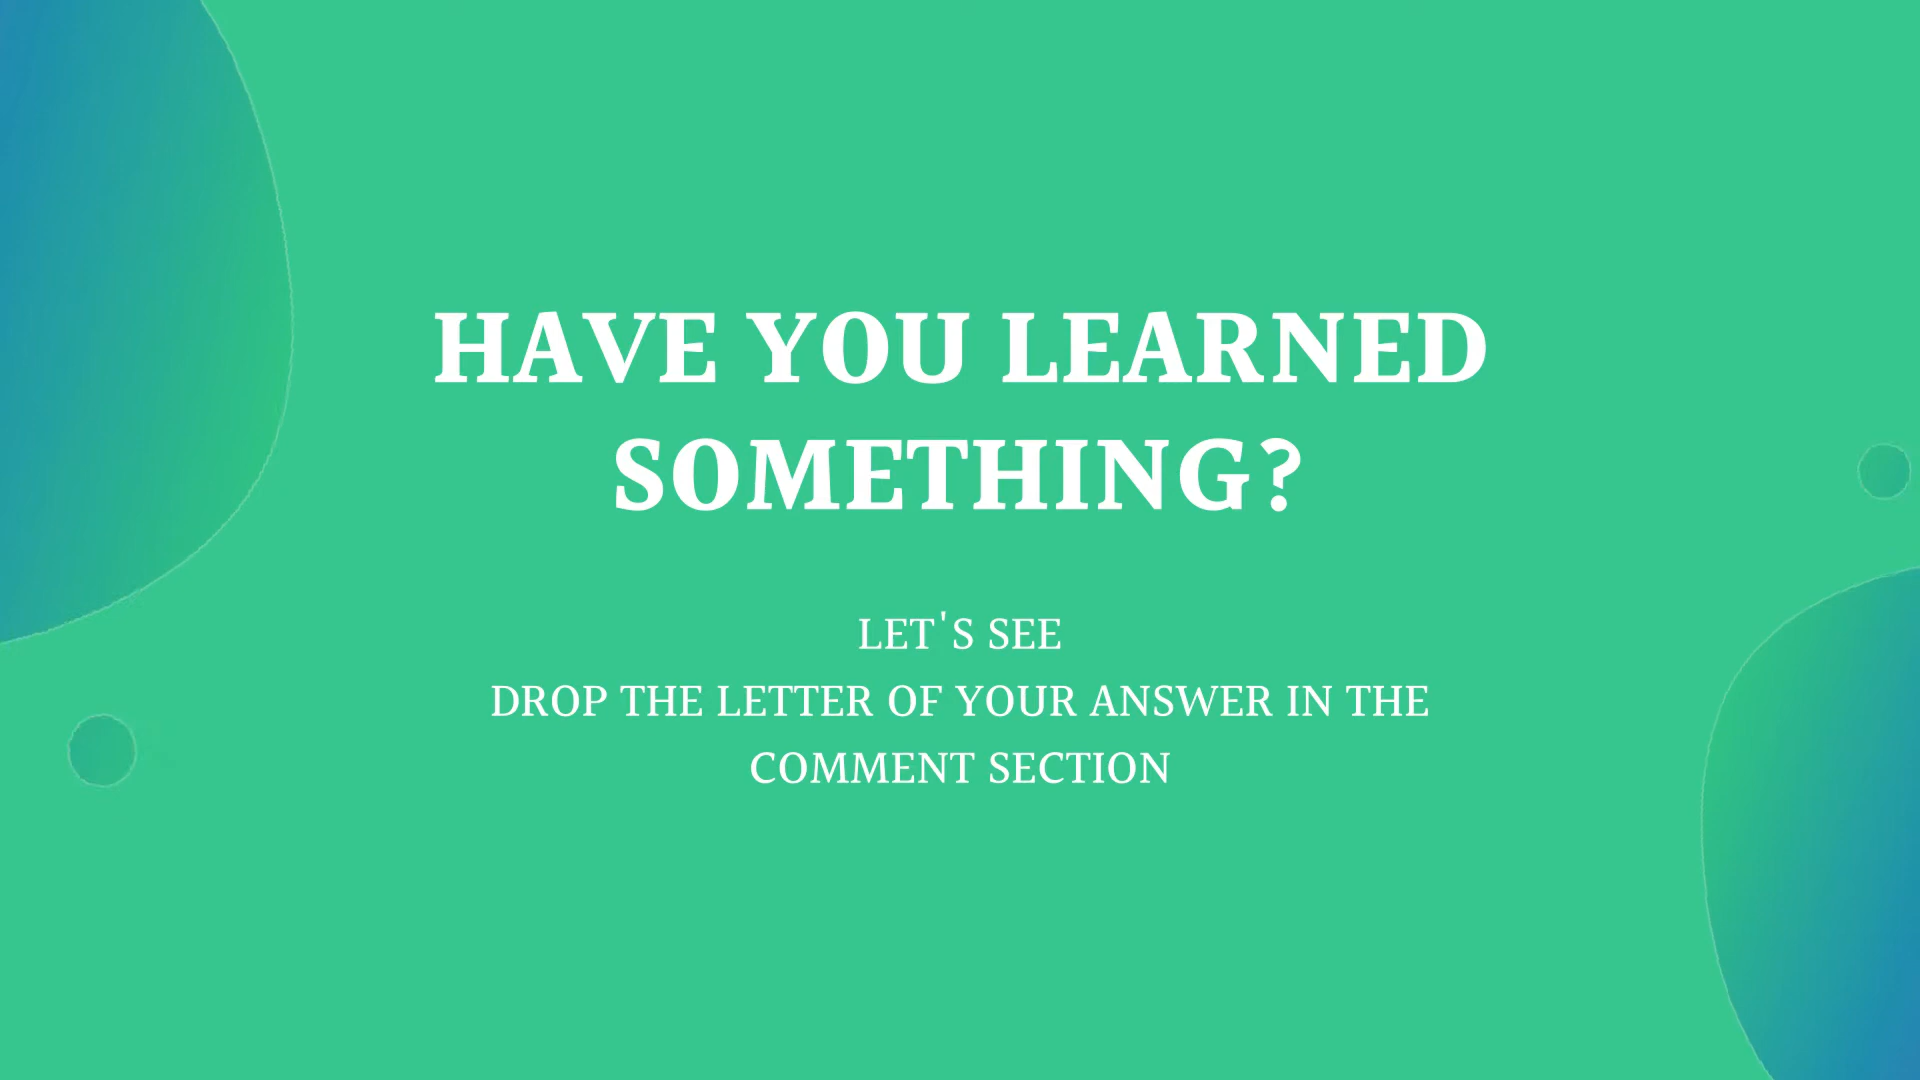 HAVE YOU LEARNED
SOMETHING?
LET'S SEE
DROP THE LETTER OF YOUR ANSWER IN THE
COMMENT SECTION